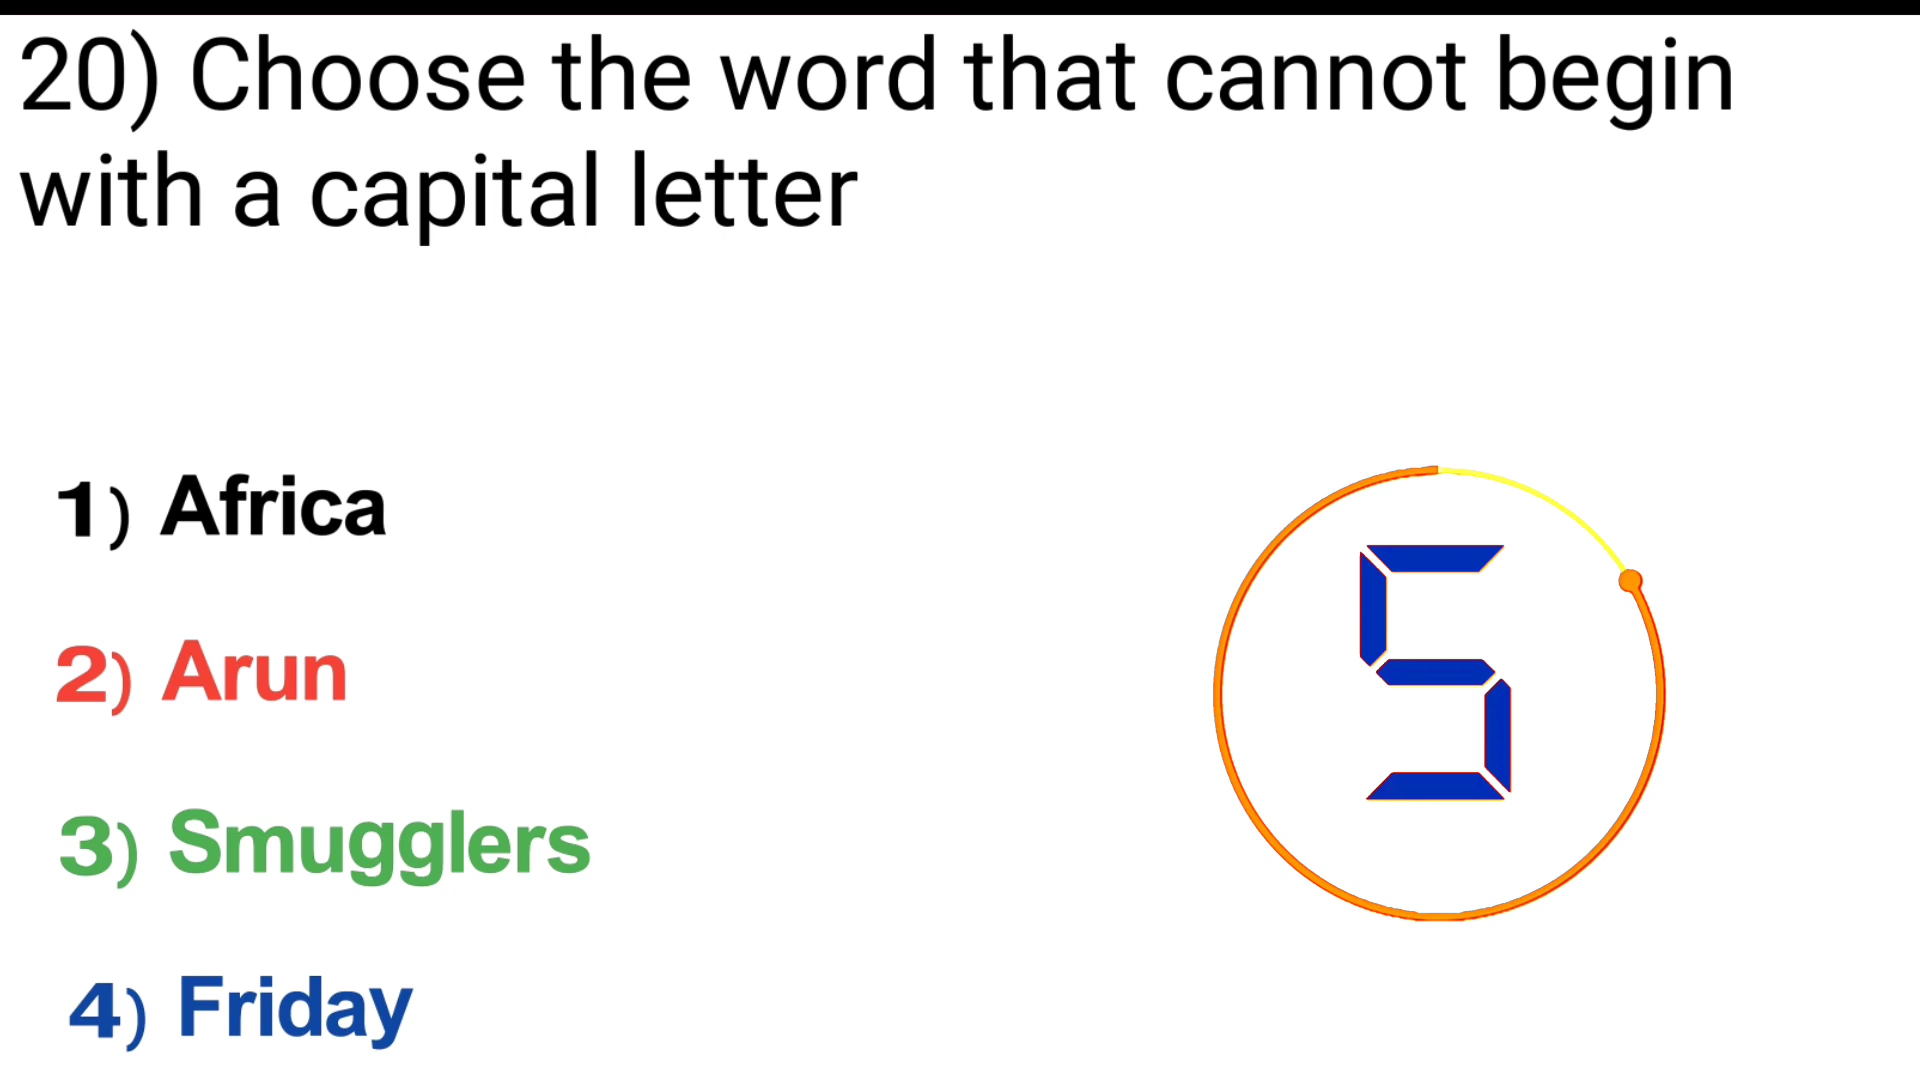 20) Choose the word that cannot begin
with a capital letter
1) Africa
2) Arun
3) Smugglers
4) Friday
5